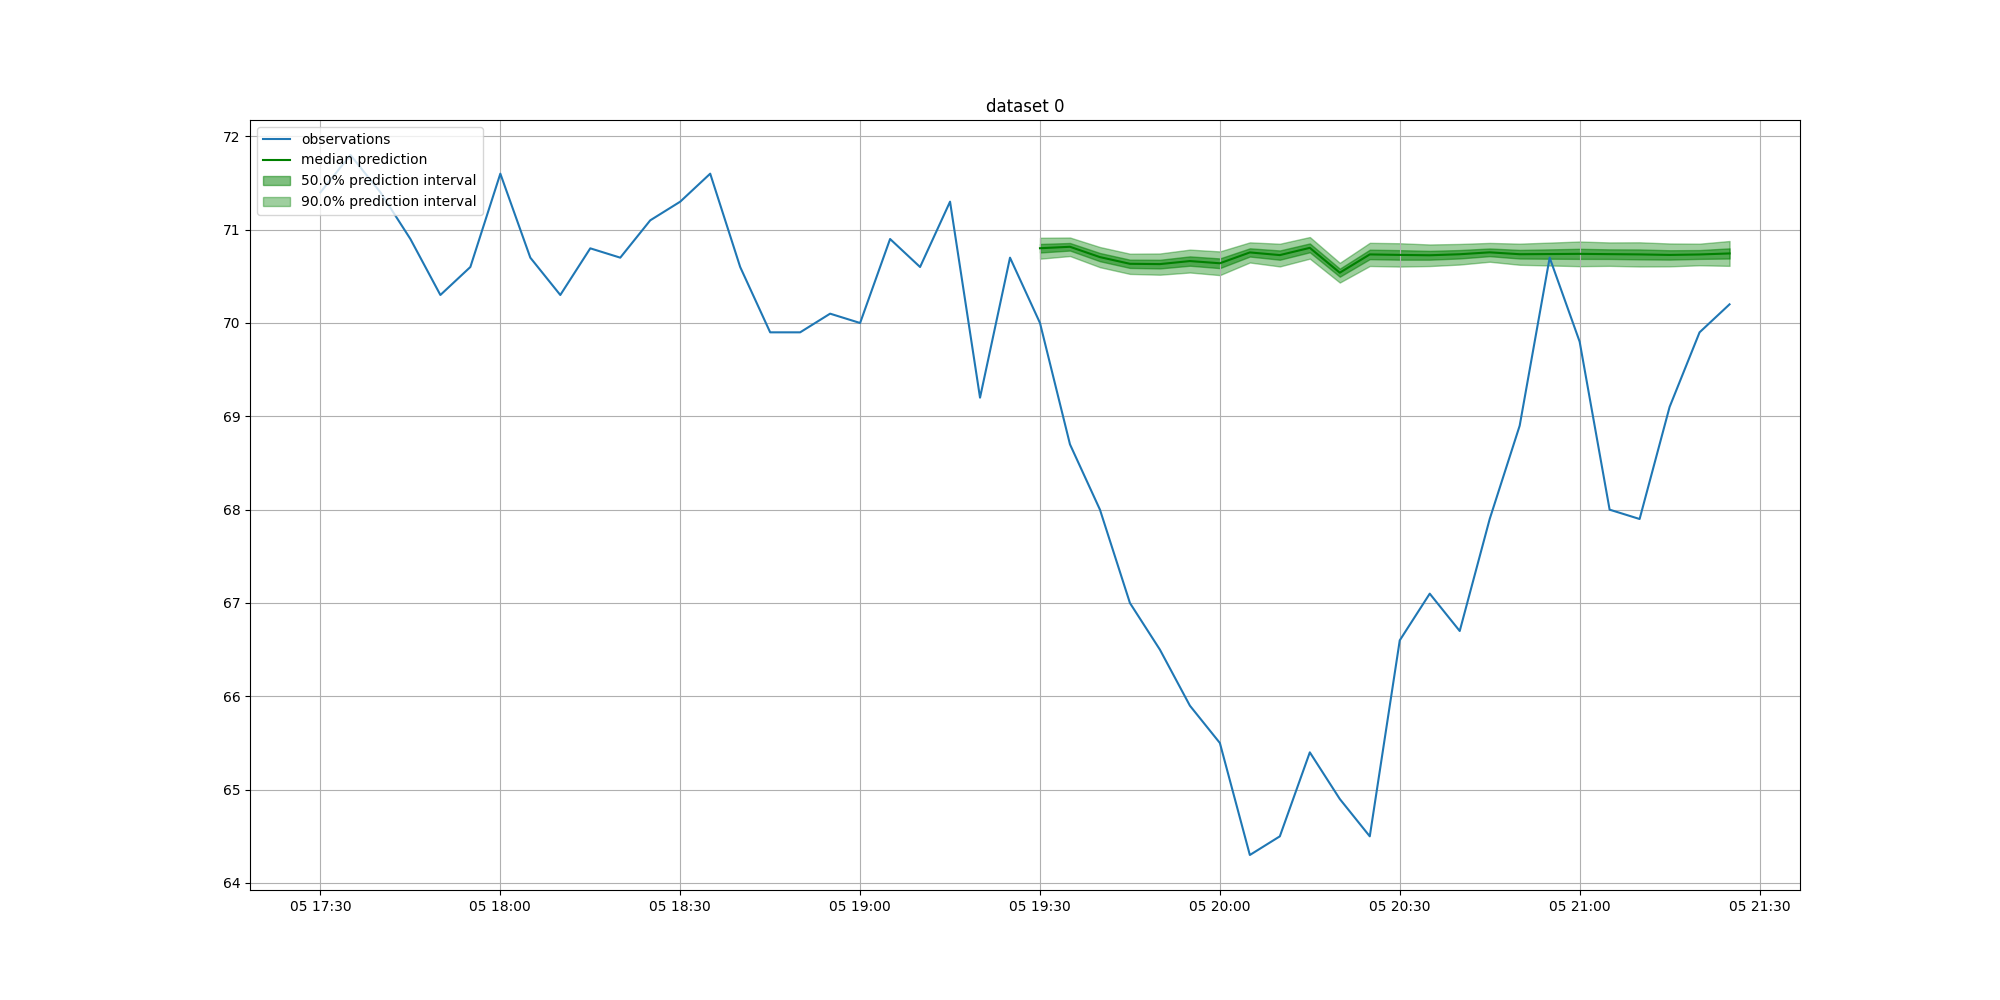 dataset 0
observations
median prediction
50.0% prediction interval
90.0% prediction interval
72
71
70
69
68
67
66
65
64
05 17:30 05 18:00 05 18:30 05 19:00 05 19:30 05 20:00 05 20:30 05 21:00 05 21:30